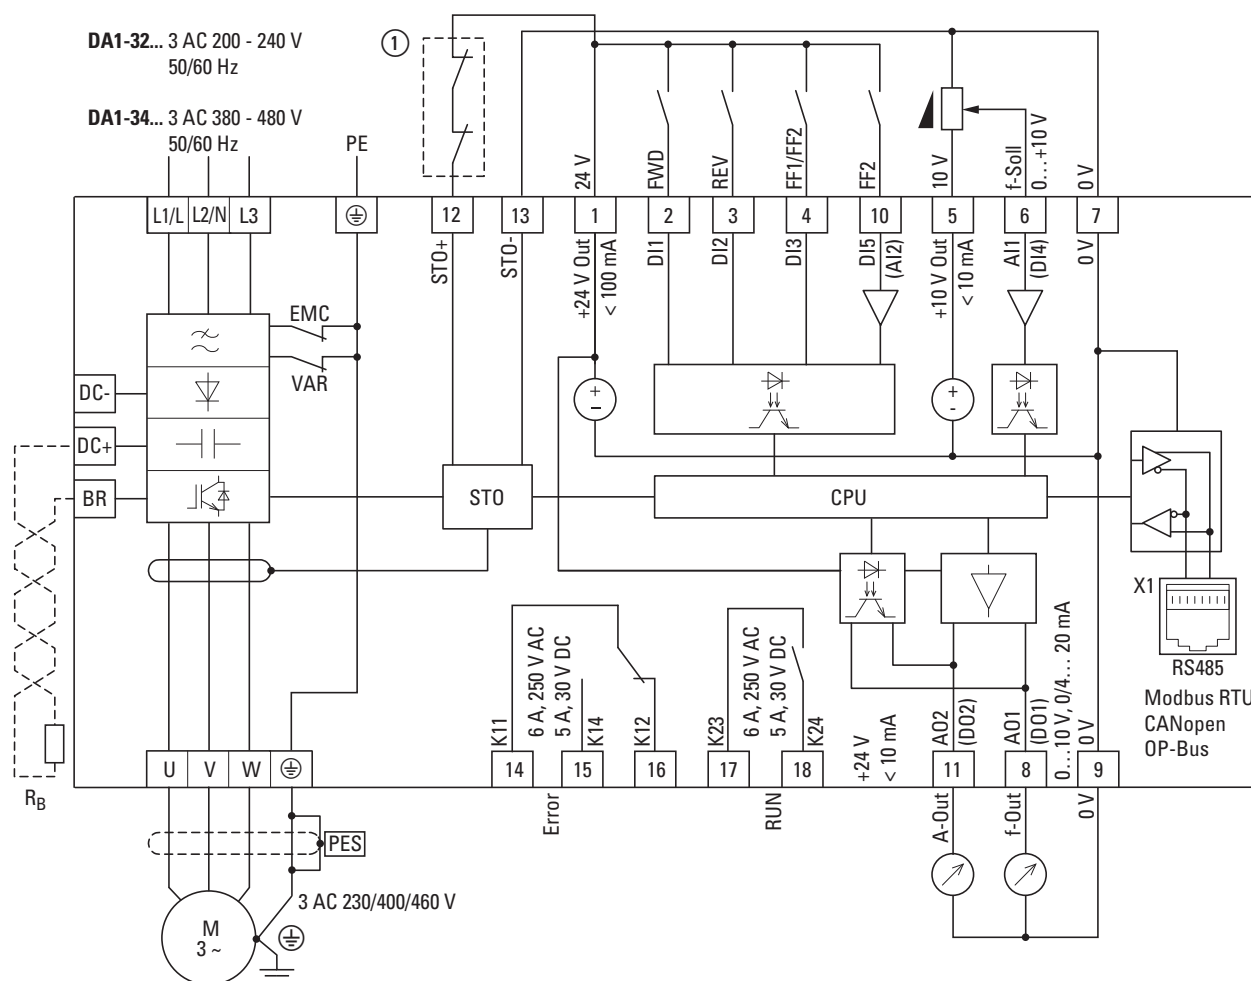 DA1-32... 3 AC 200 - 240 V
50/60 Hz
DA1-34... 3 AC 380 - 480 V
50/60 Hz
PE
1
24 V
FWD
REV
FF1/FF2
FF2
10 V
f-Soll
0...+10 V
0 V
L1/L
L2/N
L3
12
13
1
2
3
4
10
5
6
7
STO+
STO-
+24 V Out
< 100 mA
DI1
DI2
DI3
DI5
(AI2)
+10 V Out
< 10 mA
AI1
(DI4)
0 V
EMC
VAR
DC-
DC+
BR
STO
CPU
X1
RS485
Modbus RTU
CANopen
OP-Bus
K11
6 A, 250 V AC
5 A, 30 V DC
K14
K12
K23
6 A, 250 V AC
5 A, 30 V DC
K24
+24 V
< 10 mA
AO2
(DO2)
AO1
(DO1)
0...10 V, 0/4... 20 mA
0 V
U
V
W
14
15
16
17
18
11
8
9
RB
Error
RUN
A-Out
f-Out
0 V
PES
3 AC 230/400/460 V
M
3 ~